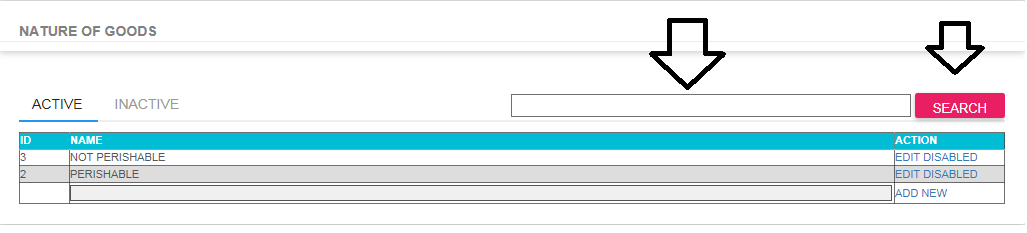 NATURE OF GOODS
ACTIVE INACTIVE SEARCH
ID NAME ACTION
3 NOT PERISHABLE EDIT DISABLED
2 PERISHABLE EDIT DISABLED
ADD NEW